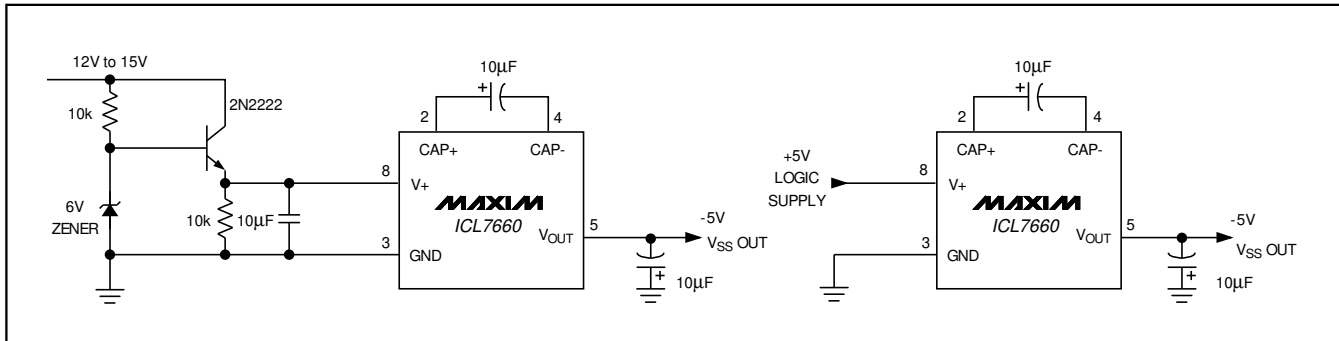 12V to 15V
10k
2N2222
6V
ZENER
10k
10µF
10µF
2
4
CAP+
CAP-
8
V+
MAXIM
ICL7660
VOUT
5
3
GND
-5V
VSS OUT
10µF
+5V
LOGIC
SUPPLY
10µF
2
4
CAP+
CAP-
8
V+
MAXIM
ICL7660
VOUT
5
3
GND
-5V
VSS OUT
10µF